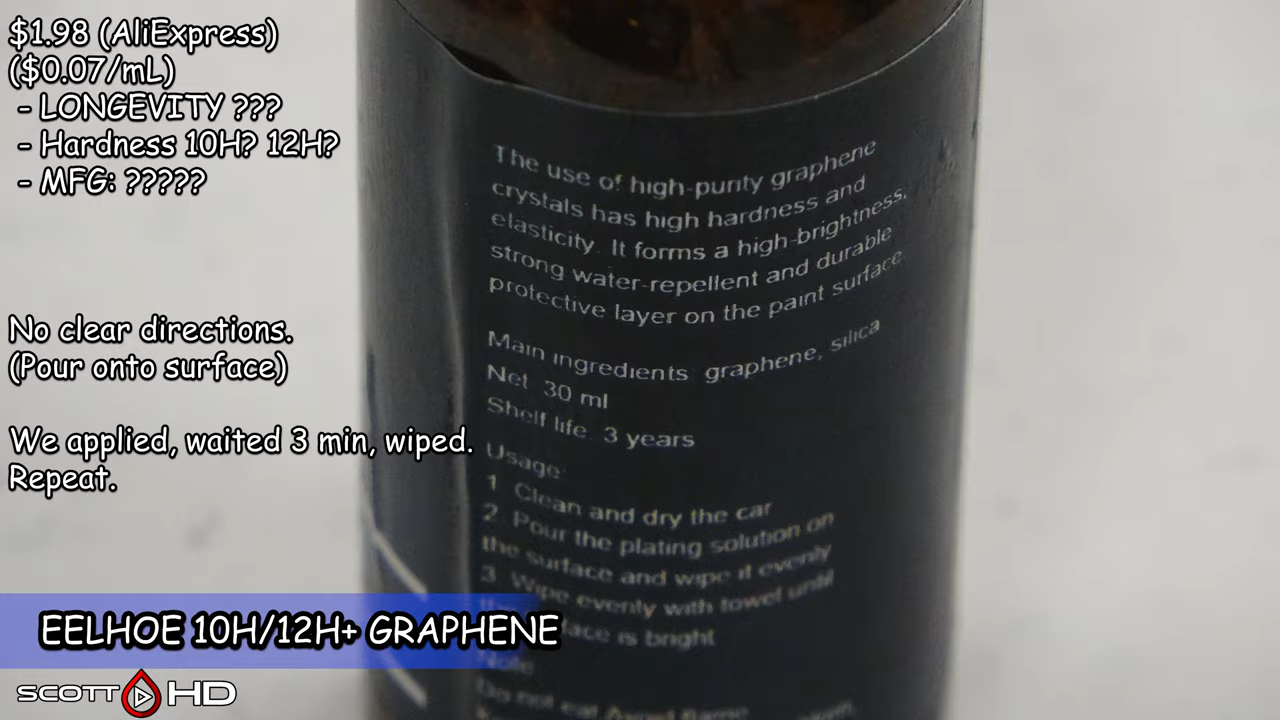 $1.98 (AliExpress)
($0.07/mL)
- LONGEVITY ???
- Hardness 10H? 12H?
- MFG: ?????
No clear directions.
(Pour onto surface)
We applied, waited 3 min, wiped.
Repeat.
EELHOE 10H/12H+ GRAPHENE
SCOTT HD
The use of high-purity graphene
crystals has high hardness and
elasticity. It forms a high-brightness,
strong water-repellent and durable
protective layer on the paint surface.
Main ingredients: graphene, silica
Net: 30 ml
Shelf life: 3 years
Usage:
1. Clean and dry the car
2. Pour the plating solution on
the surface and wipe it evenly
3. Wipe evenly with towel until
is bright
Note:
Do not eat. Avoid flame